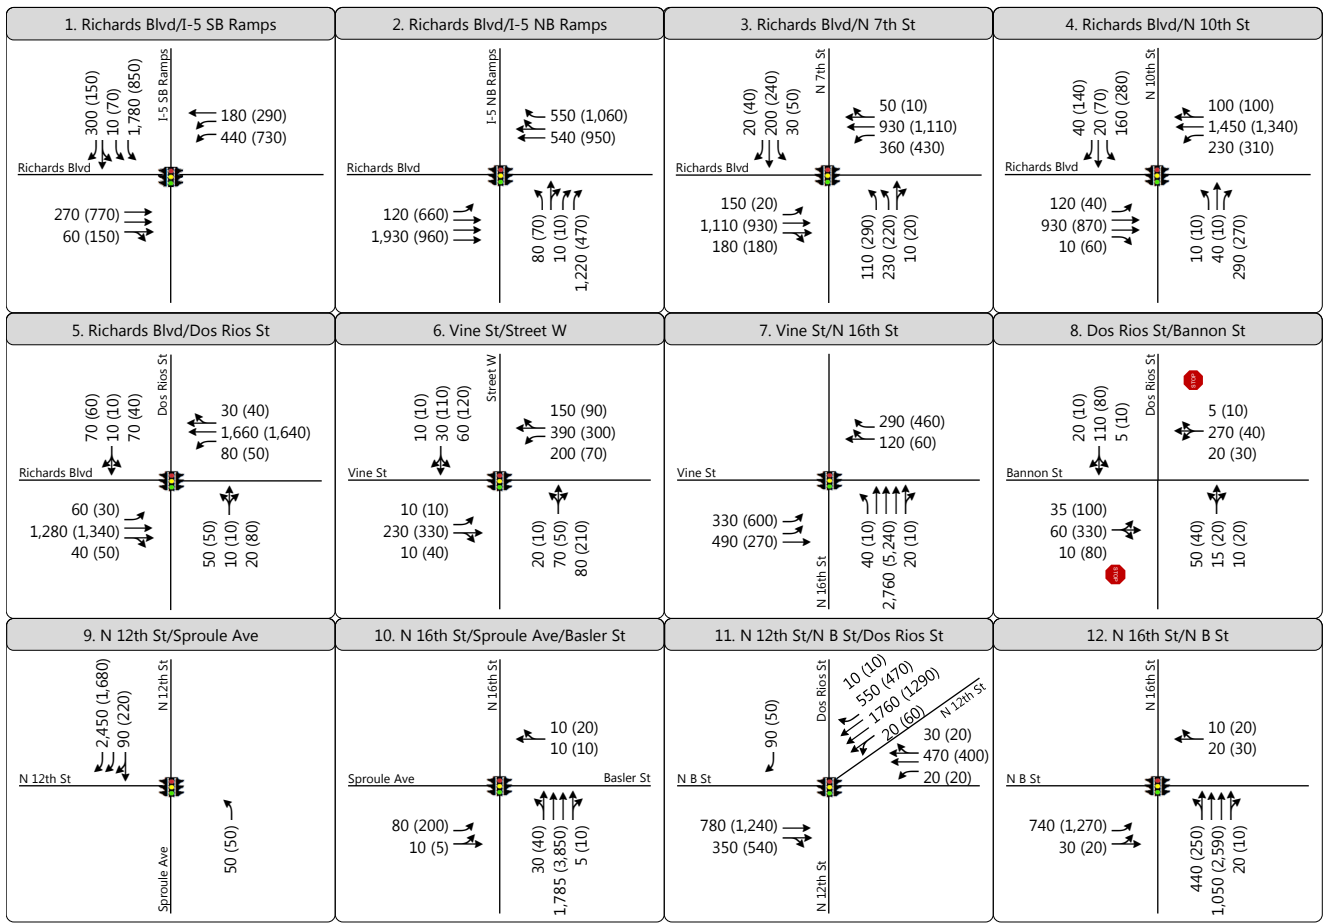 1. Richards Blvd/I-5 SB Ramps
300 (150)
10 (70)
1,780 (850)
I-5 SB Ramps
180 (290)
440 (730)
Richards Blvd
270 (770)
60 (150)
2. Richards Blvd/I-5 NB Ramps
I-5 NB Ramps
550 (1,060)
540 (950)
Richards Blvd
120 (660)
1,930 (960)
80 (70)
10 (10)
1,220 (470)
3. Richards Blvd/N 7th St
20 (40)
200 (240)
30 (50)
N 7th St
50 (10)
930 (1,110)
360 (430)
Richards Blvd
150 (20)
1,110 (930)
180 (180)
110 (290)
230 (220)
10 (20)
4. Richards Blvd/N 10th St
40 (140)
20 (70)
160 (280)
N 10th St
100 (100)
1,450 (1,340)
230 (310)
Richards Blvd
120 (40)
930 (870)
10 (60)
10 (10)
40 (10)
290 (270)
5. Richards Blvd/Dos Rios St
70 (60)
10 (10)
70 (40)
Dos Rios St
30 (40)
1,660 (1,640)
80 (50)
Richards Blvd
60 (30)
1,280 (1,340)
40 (50)
50 (50)
10 (10)
20 (80)
6. Vine St/Street W
10 (10)
30 (110)
60 (120)
Street W
150 (90)
390 (300)
200 (70)
Vine St
10 (10)
230 (330)
10 (40)
20 (10)
70 (50)
80 (210)
7. Vine St/N 16th St
290 (460)
120 (60)
Vine St
330 (600)
490 (270)
N 16th St
40 (10)
2,760 (5,240)
20 (10)
8. Dos Rios St/Bannon St
20 (10)
110 (80)
5 (10)
Dos Rios St
STOP
5 (10)
270 (40)
20 (30)
Bannon St
35 (100)
60 (330)
10 (80)
STOP
50 (40)
15 (20)
10 (20)
9. N 12th St/Sproule Ave
2,450 (1,680)
90 (220)
N 12th St
N 12th St
Sproule Ave
50 (50)
10. N 16th St/Sproule Ave/Basler St
N 16th St
10 (20)
10 (10)
Sproule Ave
Basler St
80 (200)
10 (5)
30 (40)
1,785 (3,850)
5 (10)
11. N 12th St/N B St/Dos Rios St
90 (50)
Dos Rios St
10 (10)
550 (470)
1760 (1290)
20 (60)
N 12th St
30 (20)
470 (400)
20 (20)
N B St
780 (1,240)
350 (540)
N 12th St
12. N 16th St/N B St
N 16th St
10 (20)
20 (30)
N B St
740 (1,270)
30 (20)
440 (250)
1,050 (2,590)
20 (10)